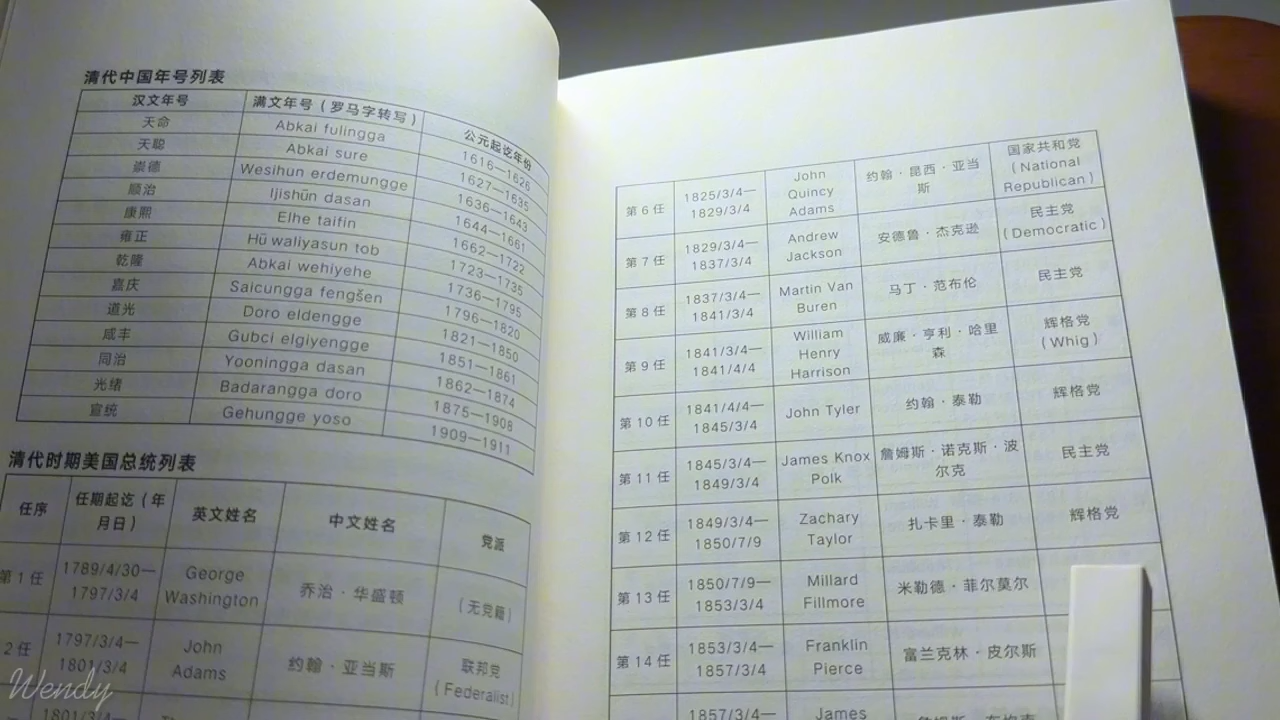 清代中国年号列表
汉文年号 满文年号（罗马字转写） 公元起讫年份
天命 Abkai fulingga 1616—1626
天聪 Abkai sure 1627—1635
崇德 Wesihun erdemungge 1636—1643
顺治 Ijishūn dasan 1644—1661
康熙 Elhe taifin 1662—1722
雍正 Hūwaliyasun tob 1723—1735
乾隆 Abkai wehiyehe 1736—1795
嘉庆 Saicungga fengšen 1796—1820
道光 Doro eldengge 1821—1850
咸丰 Gubci elgiyengge 1851—1861
同治 Yooningga dasan 1862—1874
光绪 Badarangga doro 1875—1908
宣统 Gehungge yoso 1909—1911
清代时期美国总统列表
任序 任期起讫（年
月日） 英文姓名 中文姓名 党派
第1任 1789/4/30—
1797/3/4 George
Washington 乔治·华盛顿 （无党籍）
2任 1797/3/4—
1801/3/4 John
Adams 约翰·亚当斯 联邦党
（Federalist）
1801/3/4—
第6任 1825/3/4—
1829/3/4 John
Quincy
Adams 约翰·昆西·亚当
斯 国家共和党
（National
Republican）
第7任 1829/3/4—
1837/3/4 Andrew
Jackson 安德鲁·杰克逊 民主党
（Democratic）
第8任 1837/3/4—
1841/3/4 Martin Van
Buren 马丁·范布伦 民主党
第9任 1841/3/4—
1841/4/4 William
Henry
Harrison 威廉·亨利·哈里
森 辉格党
（Whig）
第10任 1841/4/4—
1845/3/4 John Tyler 约翰·泰勒 辉格党
第11任 1845/3/4—
1849/3/4 James Knox
Polk 詹姆斯·诺克斯·波
尔克 民主党
第12任 1849/3/4—
1850/7/9 Zachary
Taylor 扎卡里·泰勒 辉格党
第13任 1850/7/9—
1853/3/4 Millard
Fillmore 米勒德·菲尔莫尔
第14任 1853/3/4—
1857/3/4 Franklin
Pierce 富兰克林·皮尔斯
1857/3/4— James
Wendy